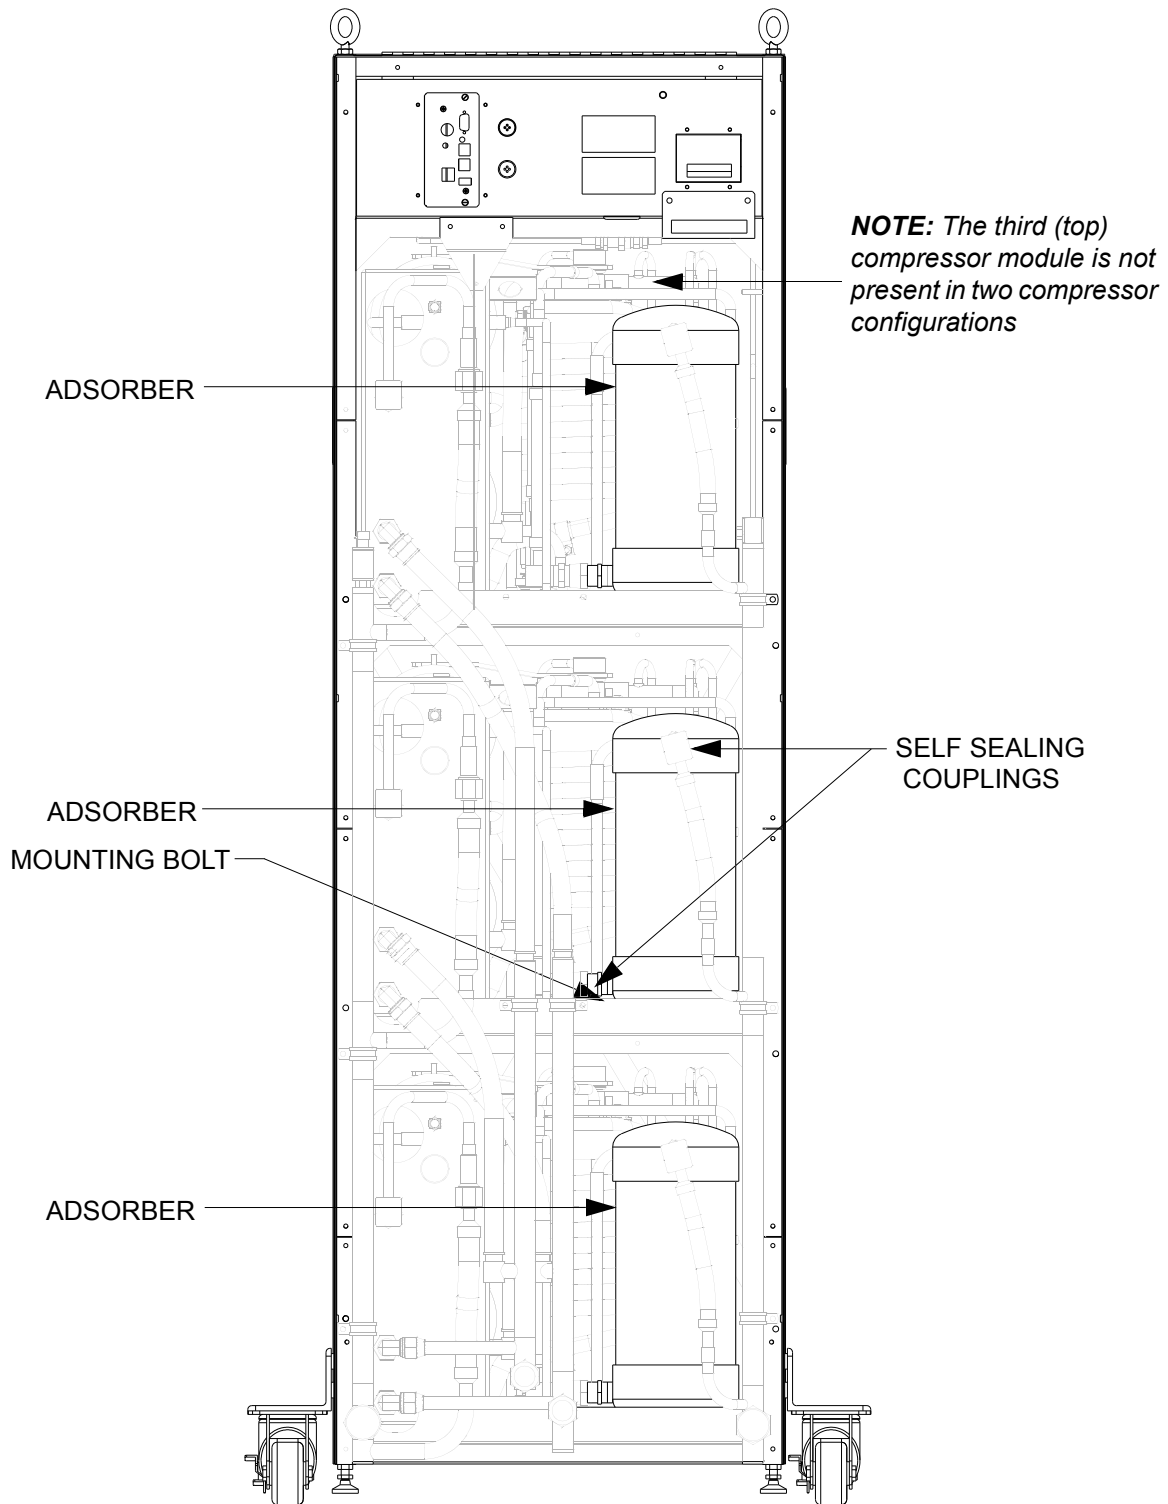 NOTE: The third (top)
compressor module is not
present in two compressor
configurations
ADSORBER
SELF SEALING
COUPLINGS
ADSORBER
MOUNTING BOLT
ADSORBER